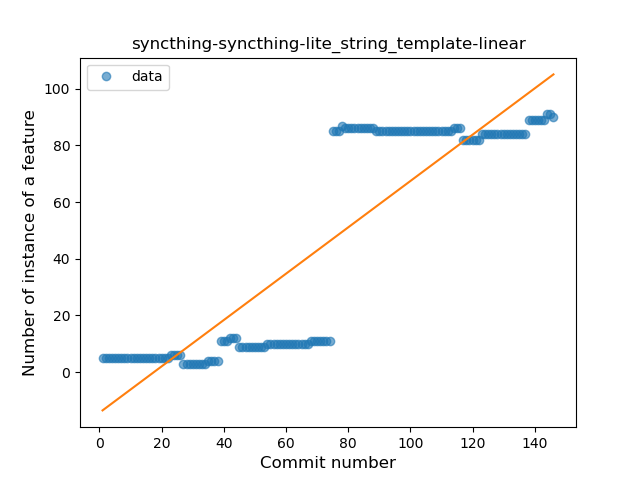 syncthing-syncthing-lite_string_template-linear
data
Number of instance of a feature
100
80
60
40
20
0
0 20 40 60 80 100 120 140
Commit number